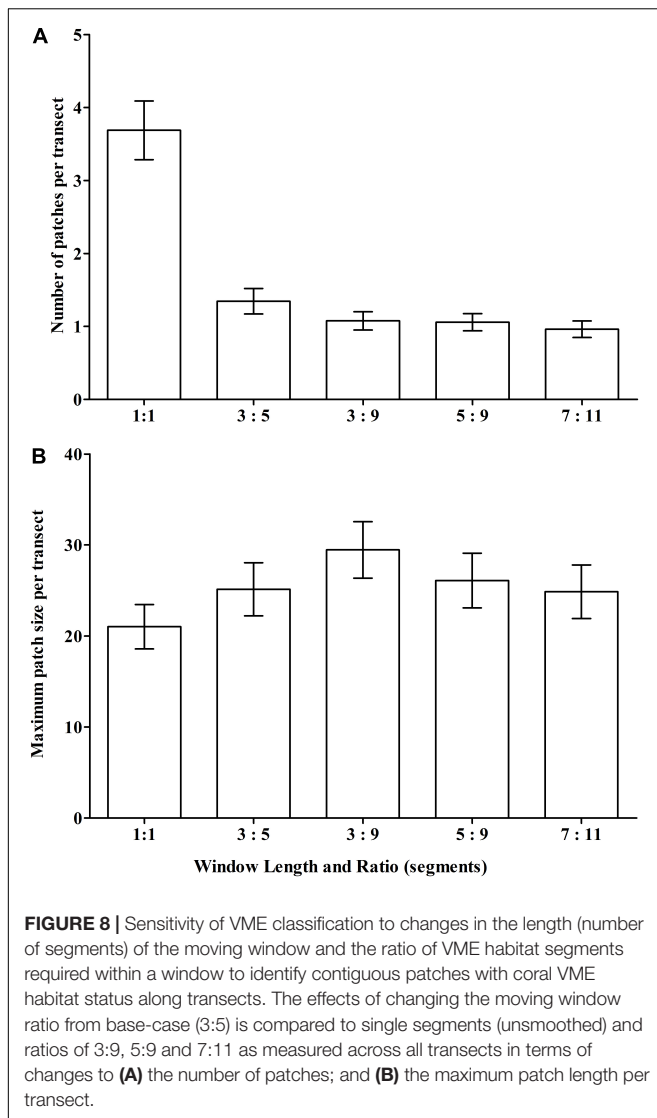 A
Number of patches per transect
5
4
3
2
1
0
1:1 3 : 5 3 : 9 5 : 9 7 : 11
B
Maximum patch size per transect
40
30
20
10
0
1:1 3 : 5 3 : 9 5 : 9 7 : 11
Window Length and Ratio (segments)
FIGURE 8 | Sensitivity of VME classification to changes in the length (number
of segments) of the moving window and the ratio of VME habitat segments
required within a window to identify contiguous patches with coral VME
habitat status along transects. The effects of changing the moving window
ratio from base-case (3:5) is compared to single segments (unsmoothed) and
ratios of 3:9, 5:9 and 7:11 as measured across all transects in terms of
changes to (A) the number of patches; and (B) the maximum patch length per
transect.